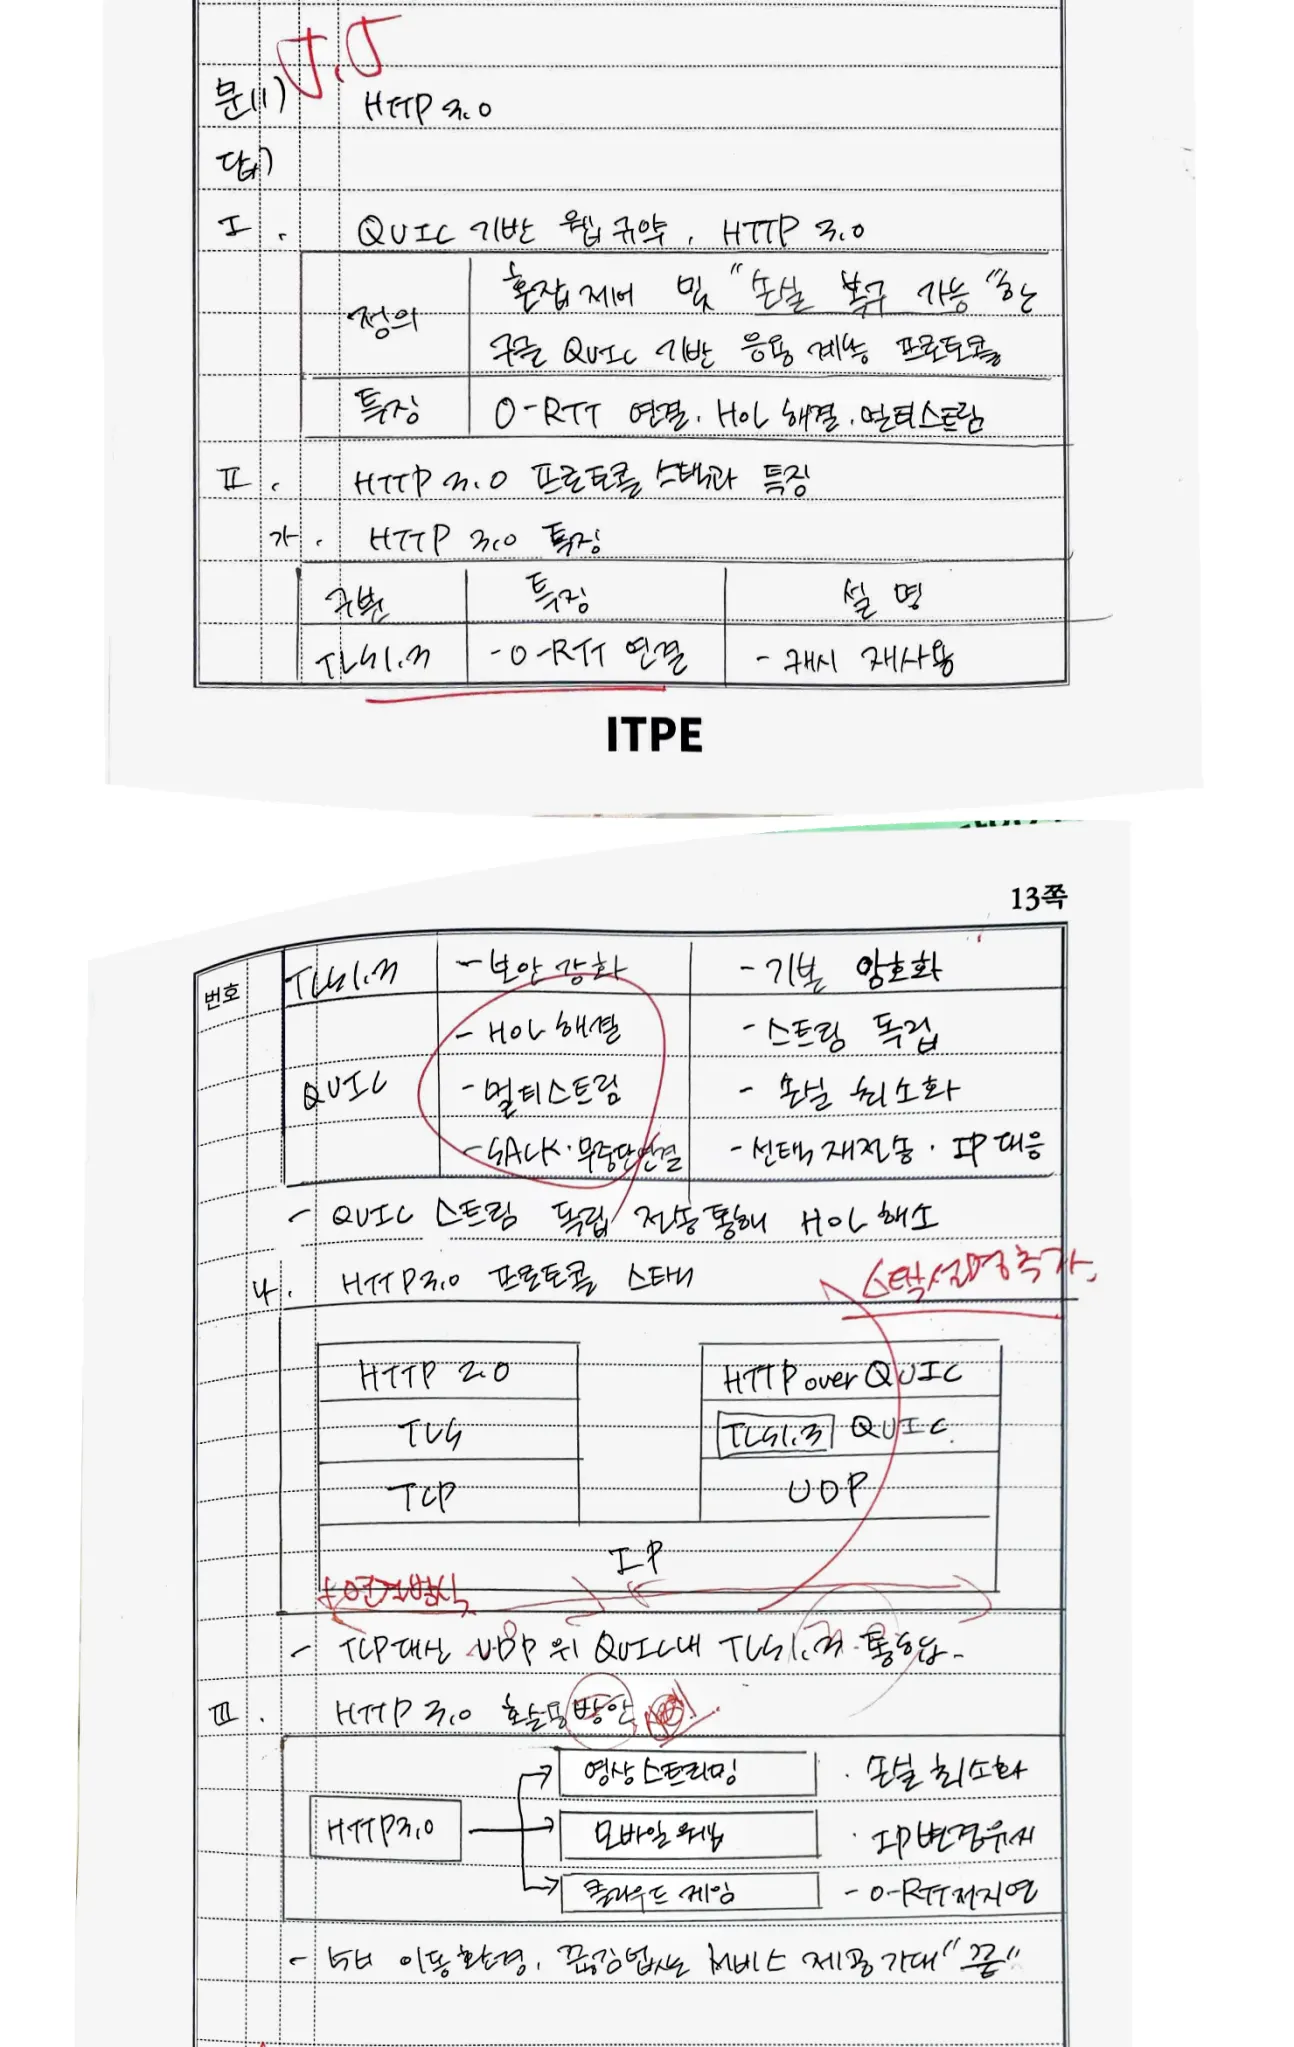 5.5
문 11) HTTP 3.0
답)
I. QUIC 기반 웹 규약, HTTP 3.0
정의 혼잡 제어 및 "손실 복구 가능"한
구글 QUIC 기반 응용 계층 프로토콜
특징 0-RTT 연결·HOL 해결·멀티스트림
II. HTTP 3.0 프로토콜 스택과 특징
가. HTTP 3.0 특징
구분 특징 설명
TLS1.3 -0-RTT 연결 - 캐시 재사용
ITPE
13쪽
번호 TLS1.3 -보안 강화 -기본 암호화
- HOL 해결 -스트림 독립
QUIC -멀티스트림 - 손실 최소화
-SACK·무중단연결 -선택 재전송·IP 대응
- QUIC 스트림 독립 전송통해 HOL 해소
나. HTTP3.0 프로토콜 스택
스택설명추가.
HTTP 2.0 HTTP over QUIC
TLS TLS1.3 QUIC
TCP UDP
IP
- TCP대신 UDP 위 QUIC내 TLS1.3
III. HTTP 3.0 활용방안
영상스트리밍 · 손실 최소화
HTTP3.0 모바일 웹 · IP변경유지
클라우드 게임 -0-RTT저지연
- 이동환경, 끊김없는 서비스 제공 기대 "끝"